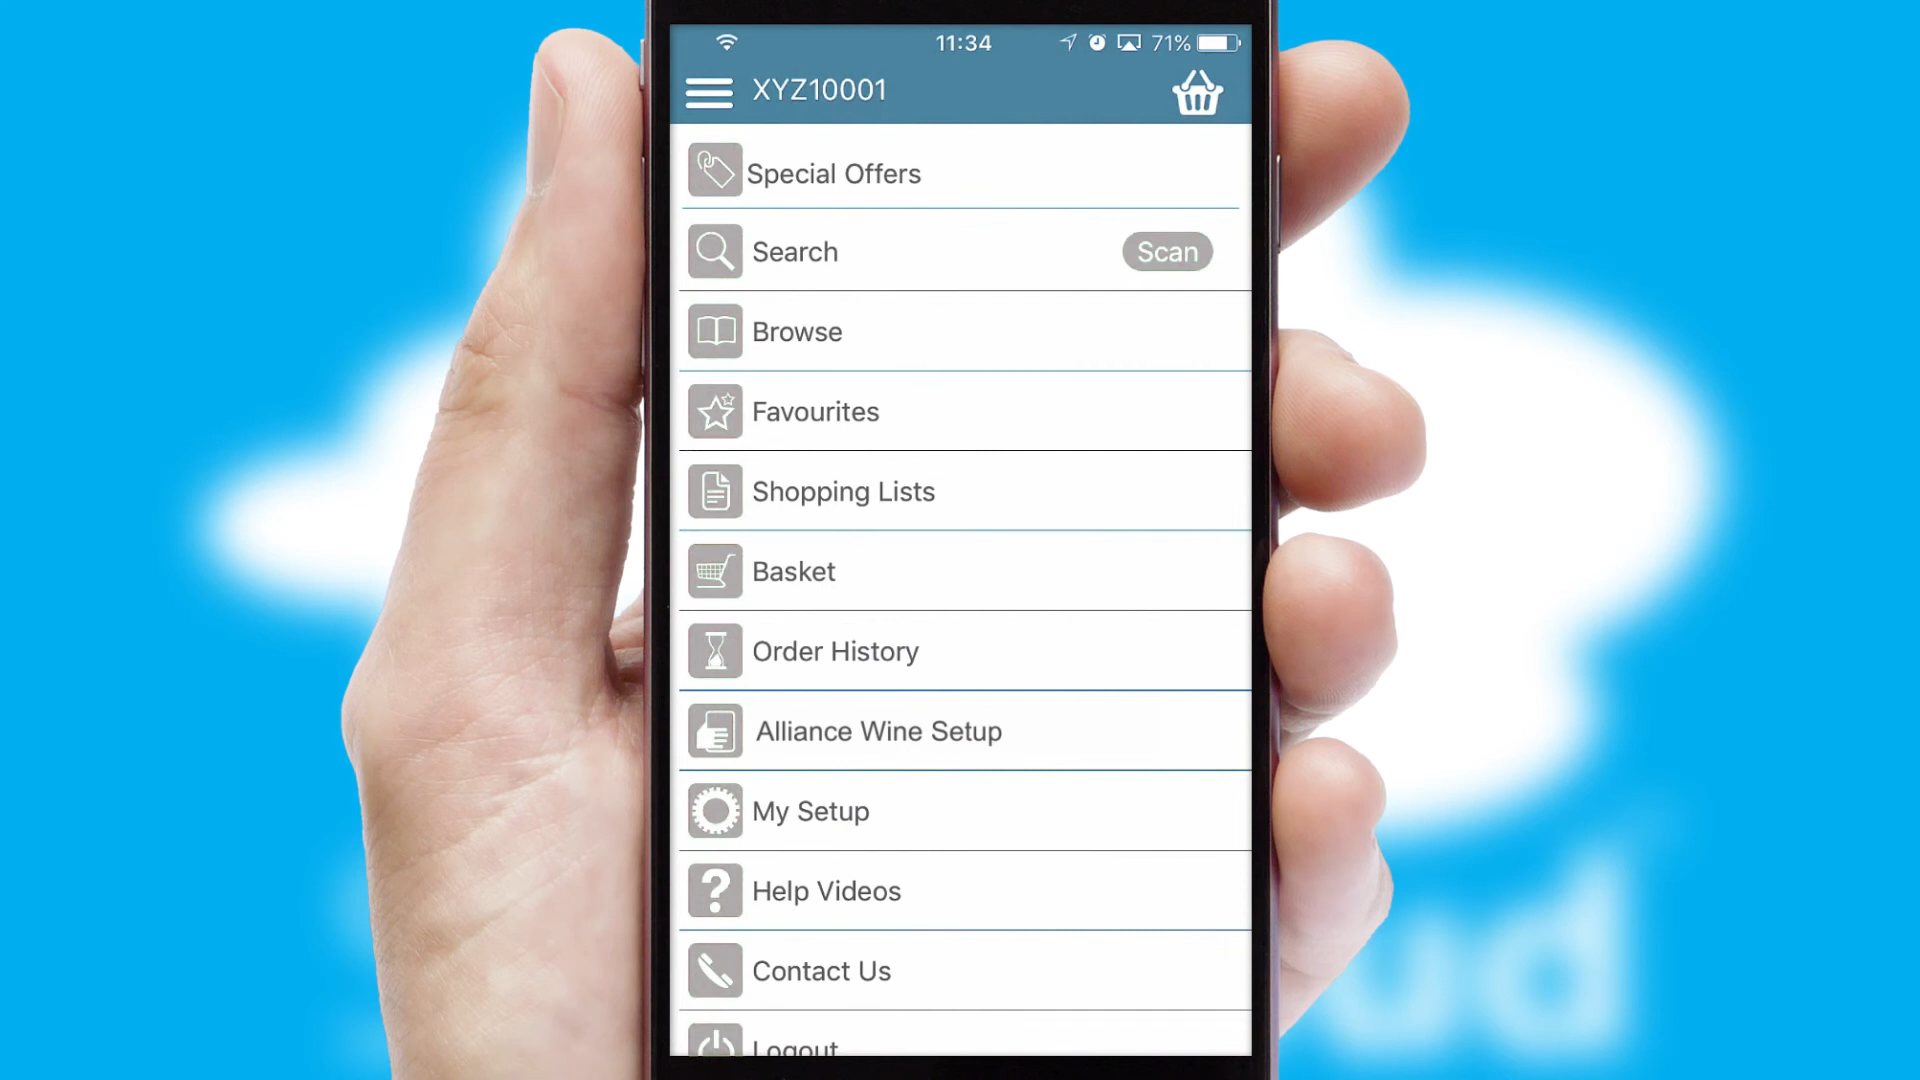 11:34 71%
XYZ10001
Special Offers
Search Scan
Browse
Favourites
Shopping Lists
Basket
Order History
Alliance Wine Setup
My Setup
Help Videos
Contact Us
Logout